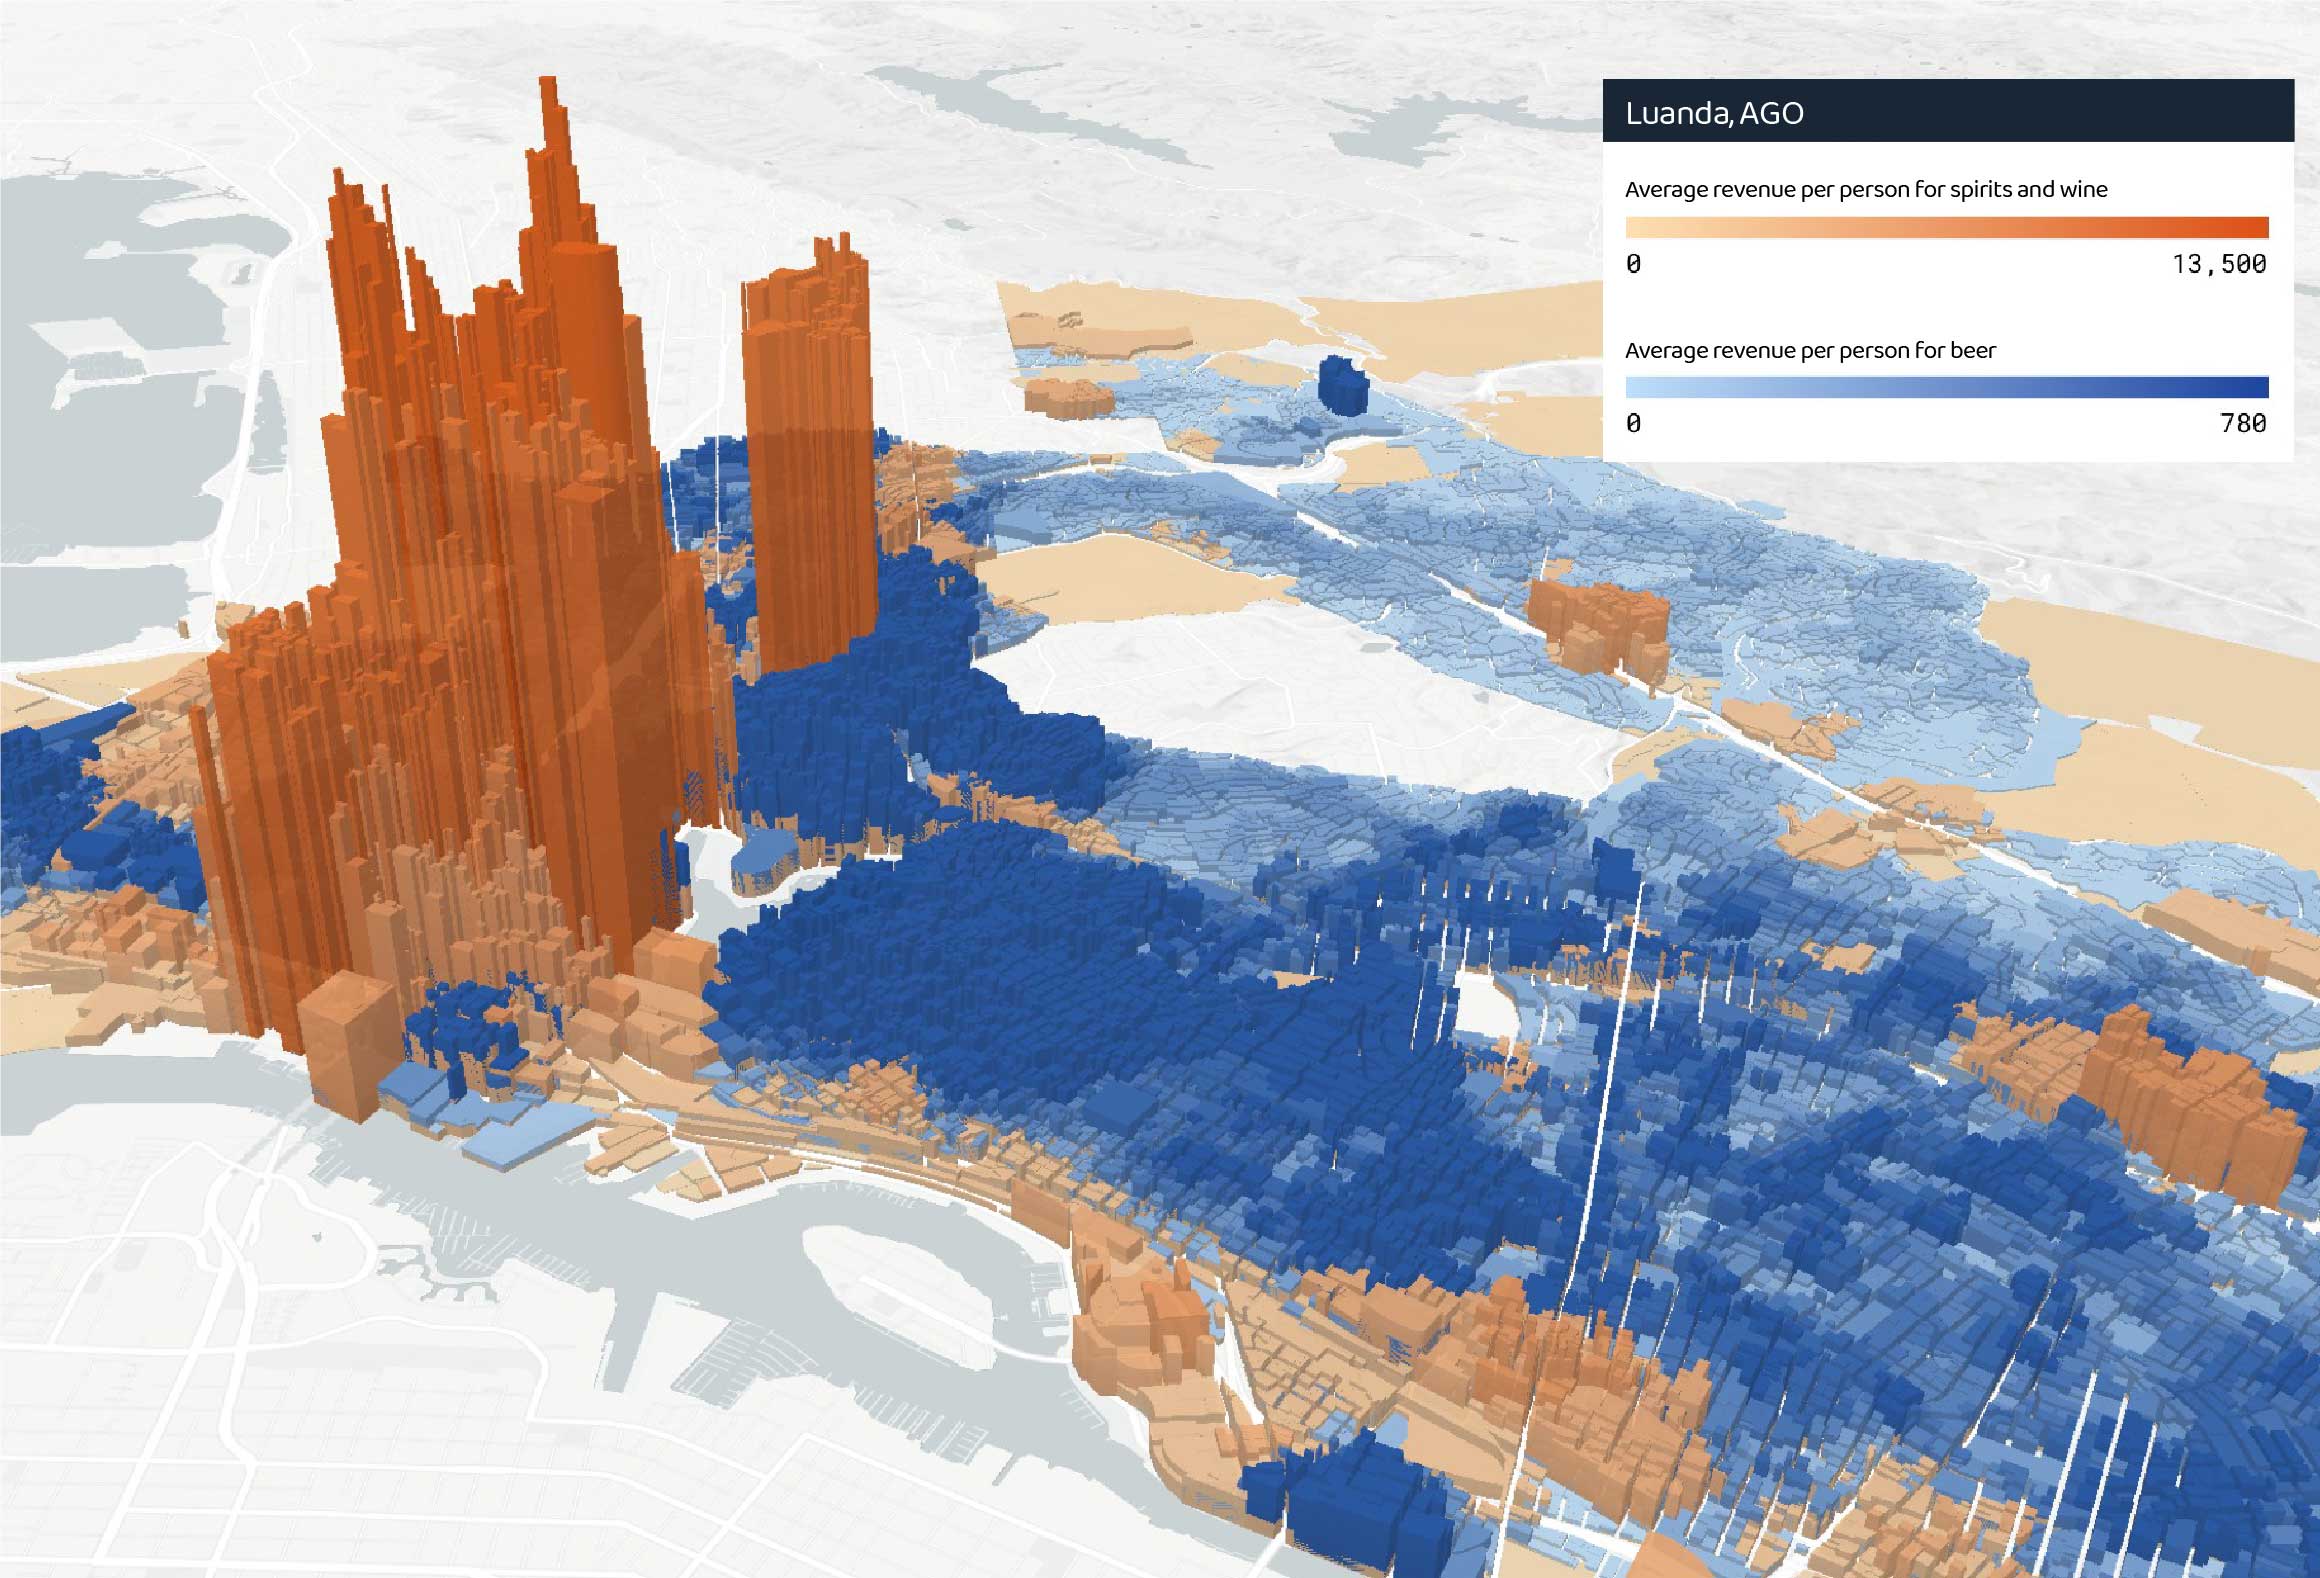 Luanda, AGO
Average revenue per person for spirits and wine
0 13,500
Average revenue per person for beer
0 780